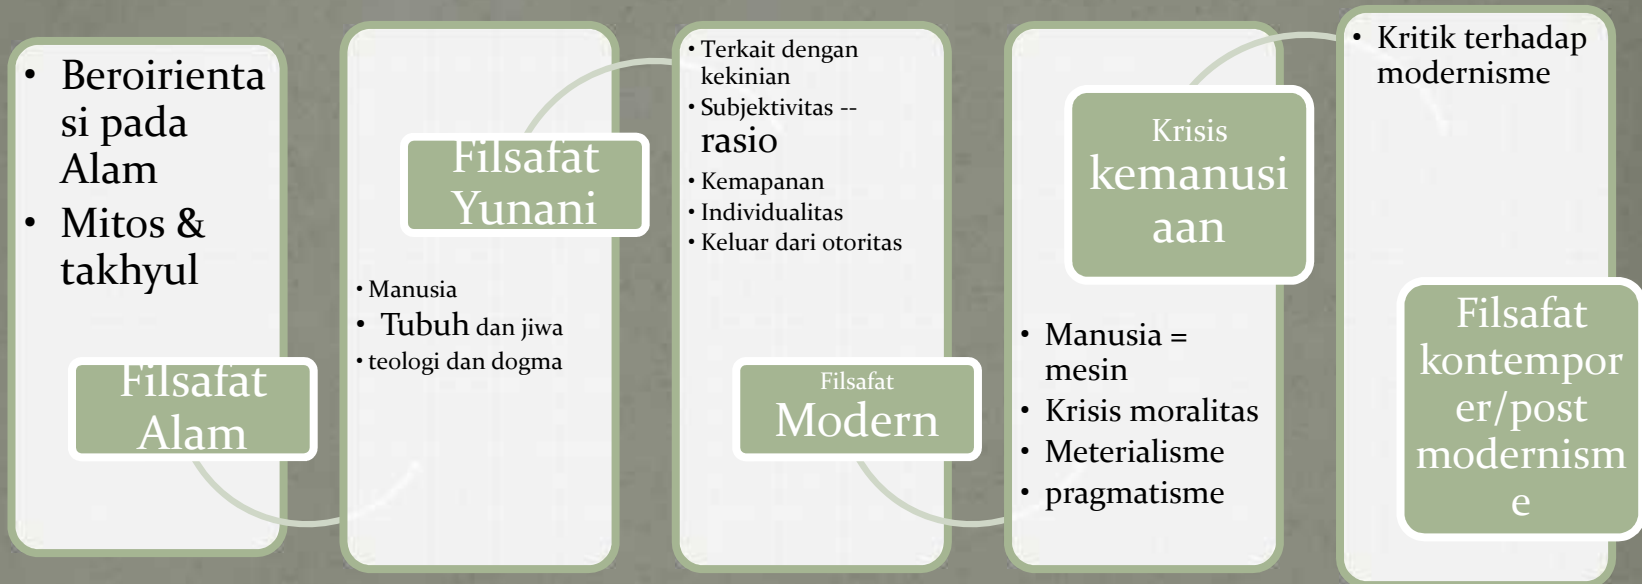 • Beroirienta
si pada
Alam
• Mitos &
takhyul
Filsafat
Alam
Filsafat
Yunani
• Manusia
• Tubuh dan jiwa
• teologi dan dogma
• Terkait dengan
kekinian
• Subjektivitas --
rasio
• Kemapanan
• Individualitas
• Keluar dari otoritas
Filsafat
Modern
Krisis
kemanusi
aan
• Manusia =
mesin
• Krisis moralitas
• Meterialisme
• pragmatisme
• Kritik terhadap
modernisme
Filsafat
kontempor
er/post
modernism
e